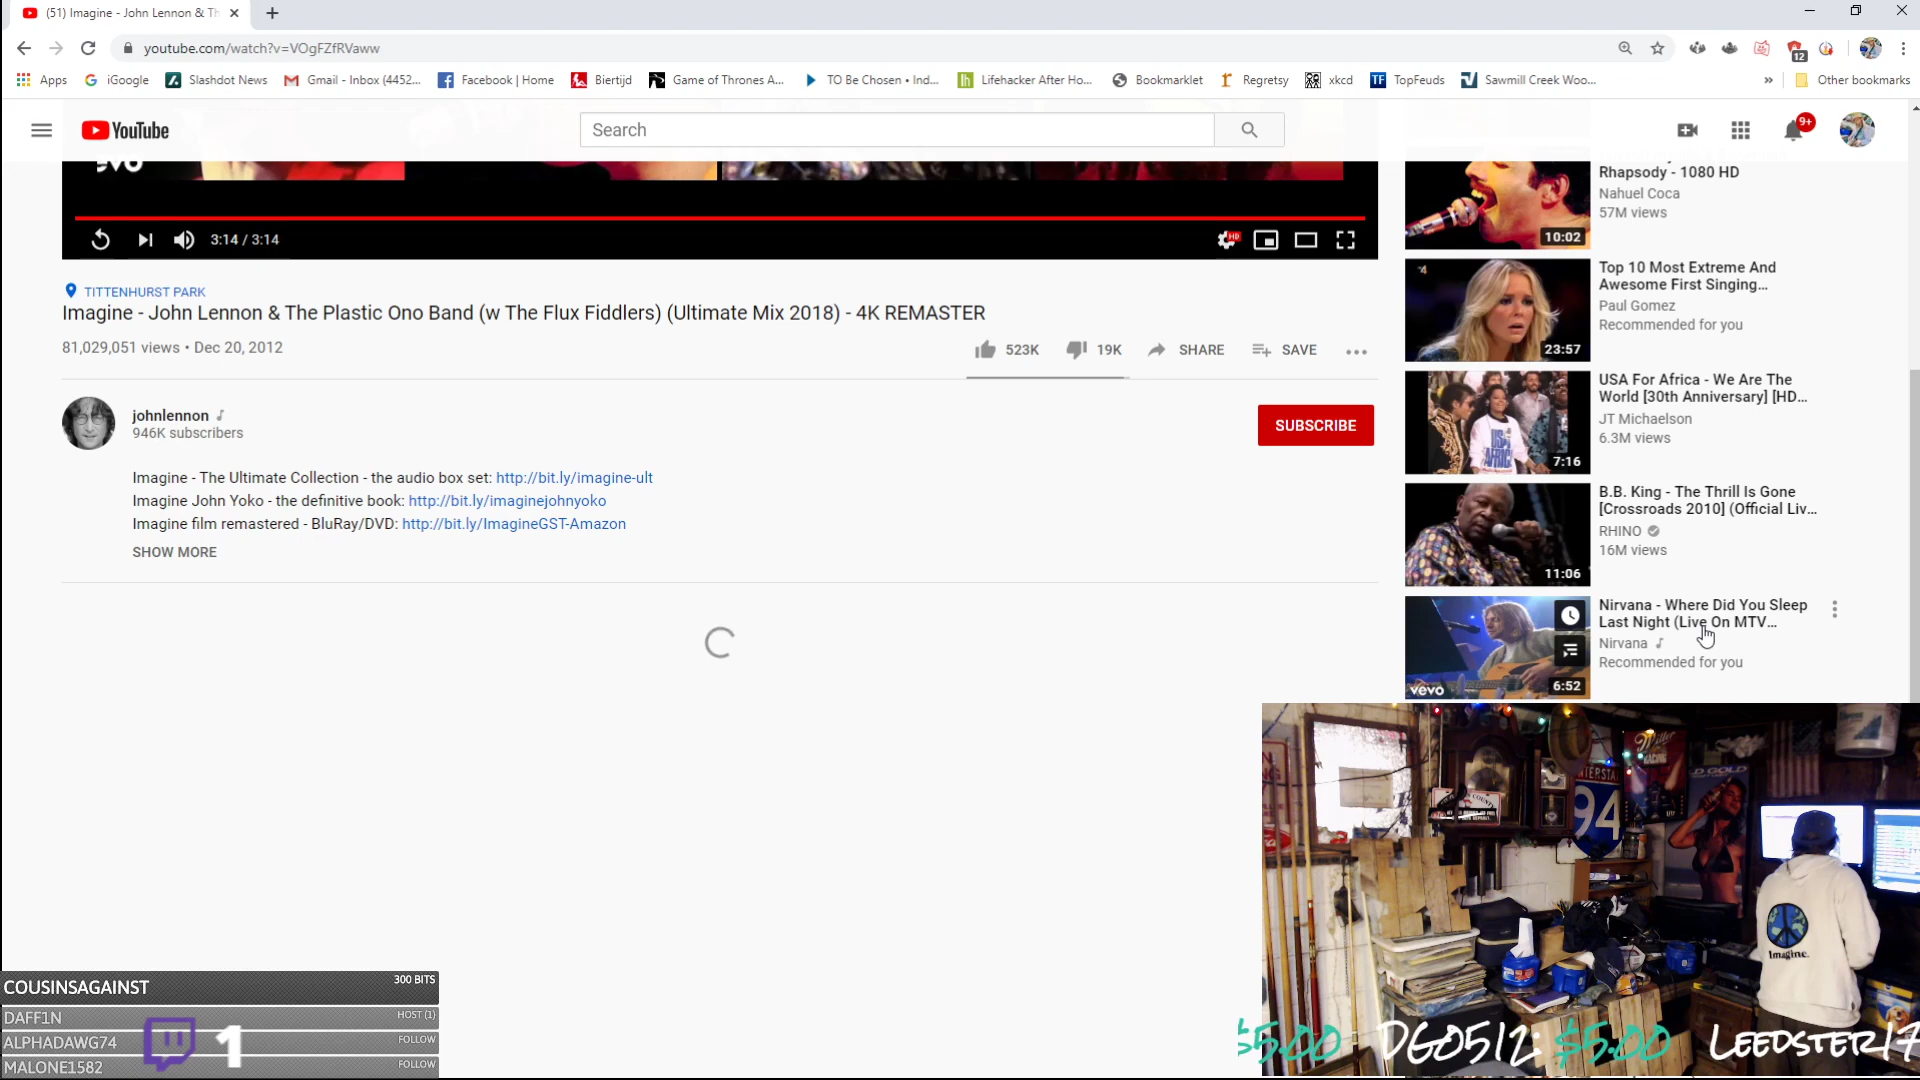 (51) Imagine - John Lennon & Th
youtube.com/watch?v=VOgFZfRVaww
12
Apps iGoogle Slashdot News Gmail - Inbox (4452... Facebook | Home Biertijd Game of Thrones A... TO Be Chosen • Ind... Lifehacker After Ho... Bookmarklet Regretsy xkcd TopFeuds Sawmill Creek Woo... » Other bookmarks
YouTube
Search
9+
3:14 / 3:14
HD
TITTENHURST PARK
Imagine - John Lennon & The Plastic Ono Band (w The Flux Fiddlers) (Ultimate Mix 2018) - 4K REMASTER
81,029,051 views • Dec 20, 2012
523K 19K SHARE SAVE
johnlennon
946K subscribers
SUBSCRIBE
Imagine - The Ultimate Collection - the audio box set: http://bit.ly/imagine-ult
Imagine John Yoko - the definitive book: http://bit.ly/imaginejohnyoko
Imagine film remastered - BluRay/DVD: http://bit.ly/ImagineGST-Amazon
SHOW MORE
Rhapsody - 1080 HD
Nahuel Coca
57M views
10:02
Top 10 Most Extreme And
Awesome First Singing...
Paul Gomez
Recommended for you
23:57
USA For Africa - We Are The
World [30th Anniversary] [HD...
JT Michaelson
6.3M views
7:16
B.B. King - The Thrill Is Gone
[Crossroads 2010] (Official Liv...
RHINO
16M views
11:06
Nirvana - Where Did You Sleep
Last Night (Live On MTV...
Nirvana
Recommended for you
vevo
6:52
INTERSTA
94
Miller
D GOLD
Imagine.
COUSINSAGAINST 300 BITS
DAFF1N HOST (1)
ALPHADAWG74 FOLLOW
MALONE1582 FOLLOW
1
$5.00 DGO512: $5.00 LEEDSTER17